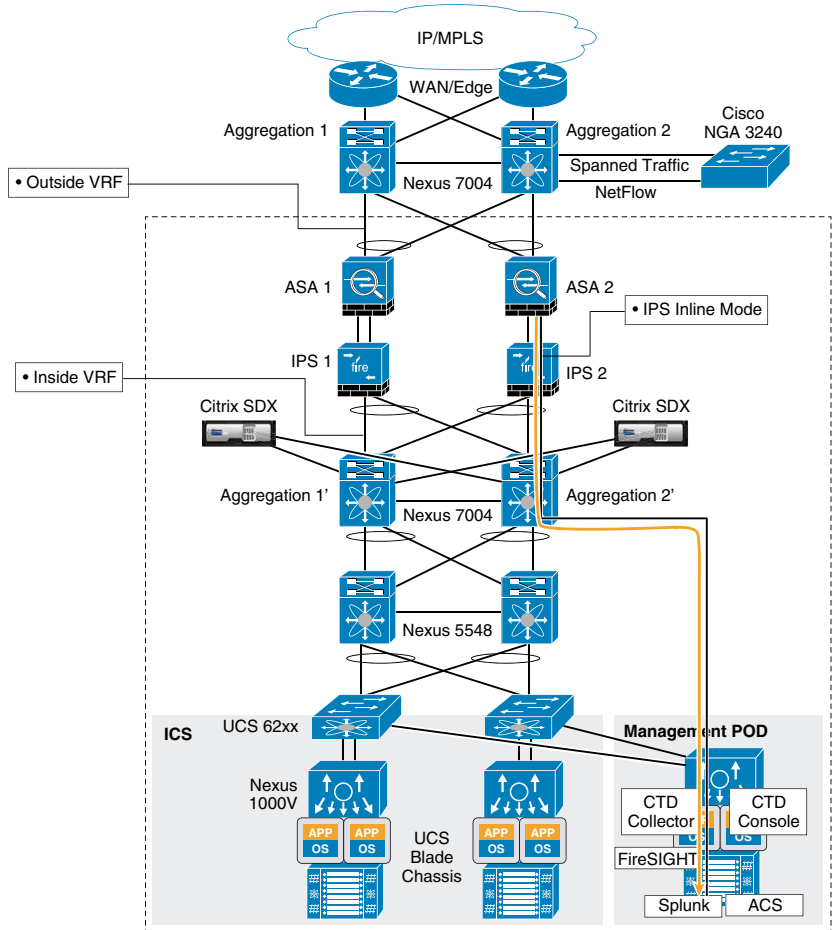 IP/MPLS
WAN/Edge
Cisco
NGA 3240
Aggregation 1
Aggregation 2
Spanned Traffic
• Outside VRF
Nexus 7004
NetFlow
ASA 1
ASA 2
• IPS Inline Mode
IPS 1
fire
fire
IPS 2
• Inside VRF
Citrix SDX
Citrix SDX
Aggregation 1'
Aggregation 2'
Nexus 7004
Nexus 5548
ICS
UCS 62xx
Management POD
Nexus
1000V
CTD
Collector
CTD
Console
APP
OS
APP
OS
UCS
Blade
Chassis
APP
OS
APP
OS
FireSIGHT
Splunk
ACS